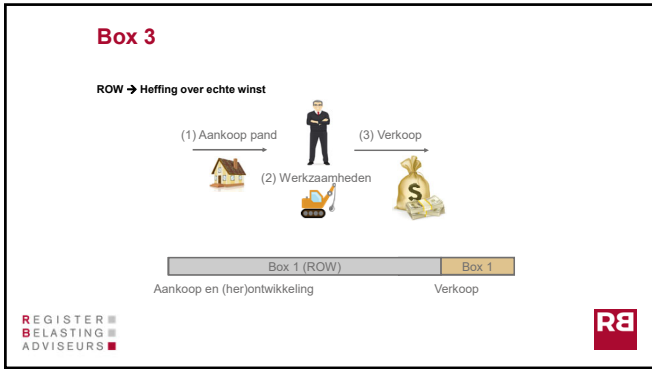 Box 3
ROW → Heffing over echte winst
(1) Aankoop pand
(3) Verkoop
(2) Werkzaamheden
$
Box 1 (ROW)
Box 1
Aankoop en (her)ontwikkeling
Verkoop
REGISTER
BELASTING
ADVISEURS
RB